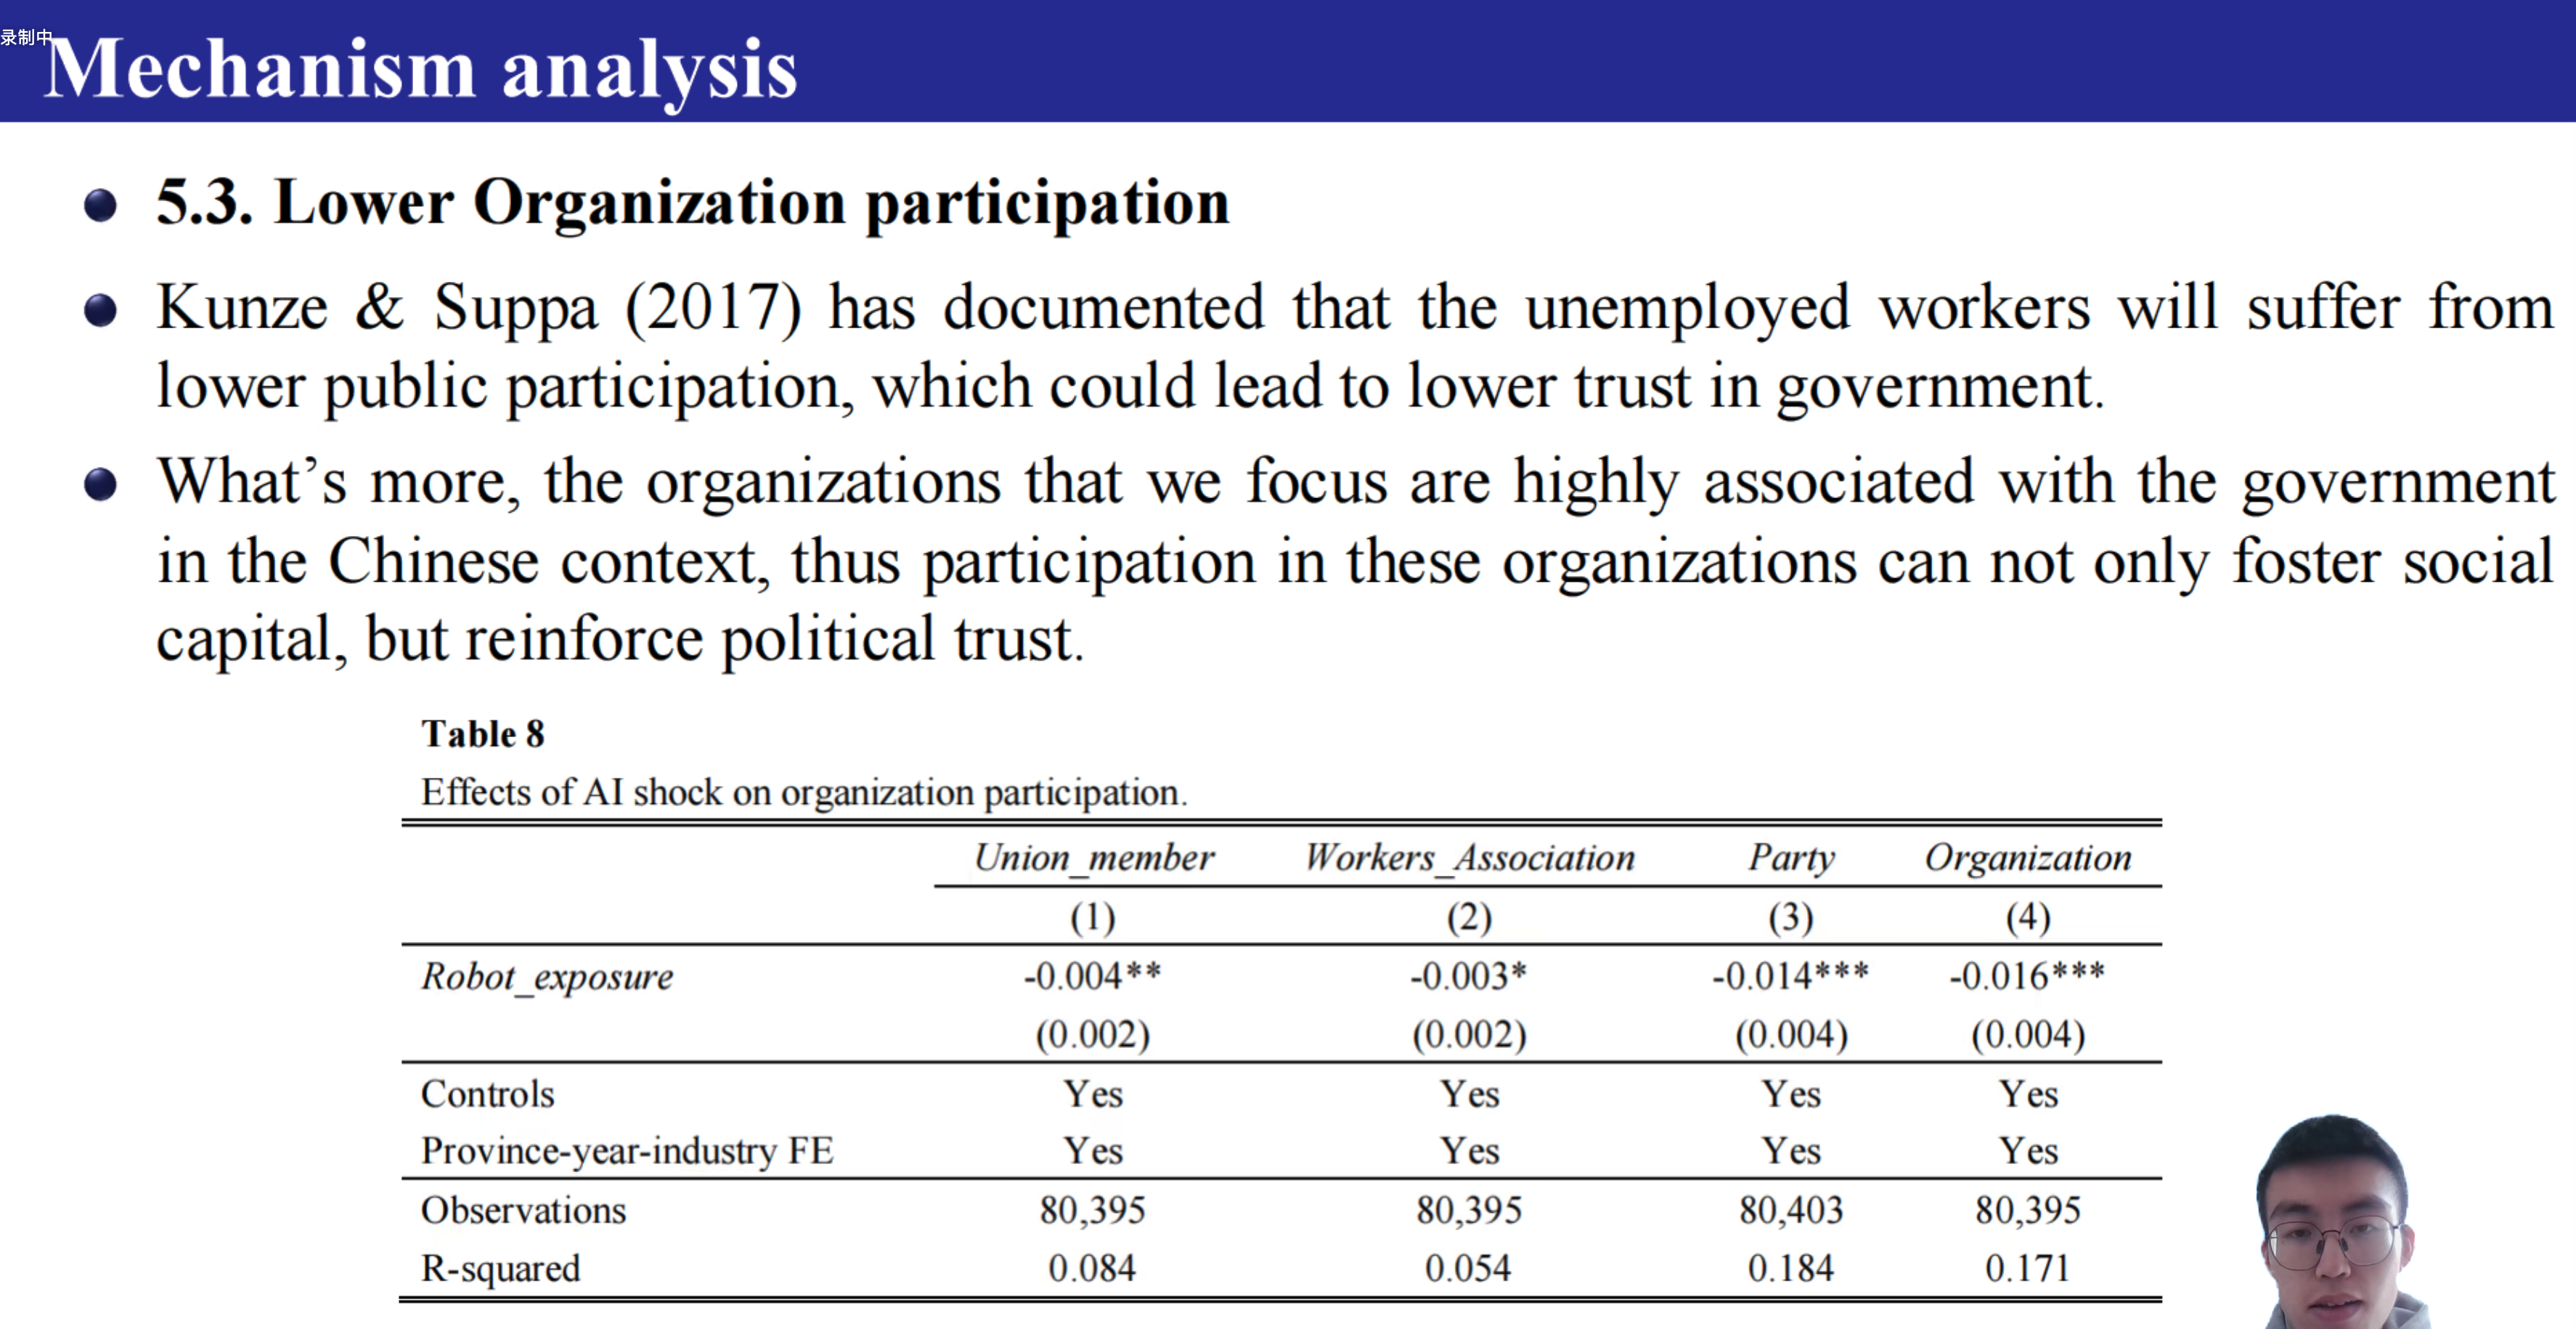 录制中
Mechanism analysis
5.3. Lower Organization participation
Kunze & Suppa (2017) has documented that the unemployed workers will suffer from
lower public participation, which could lead to lower trust in government.
What's more, the organizations that we focus are highly associated with the government
in the Chinese context, thus participation in these organizations can not only foster social
capital, but reinforce political trust.
Table 8
Effects of AI shock on organization participation.
Union_member Workers_Association Party Organization
(1) (2) (3) (4)
Robot_exposure -0.004** -0.003* -0.014*** -0.016***
(0.002) (0.002) (0.004) (0.004)
Controls Yes Yes Yes Yes
Province-year-industry FE Yes Yes Yes Yes
Observations 80,395 80,395 80,403 80,395
R-squared 0.084 0.054 0.184 0.171